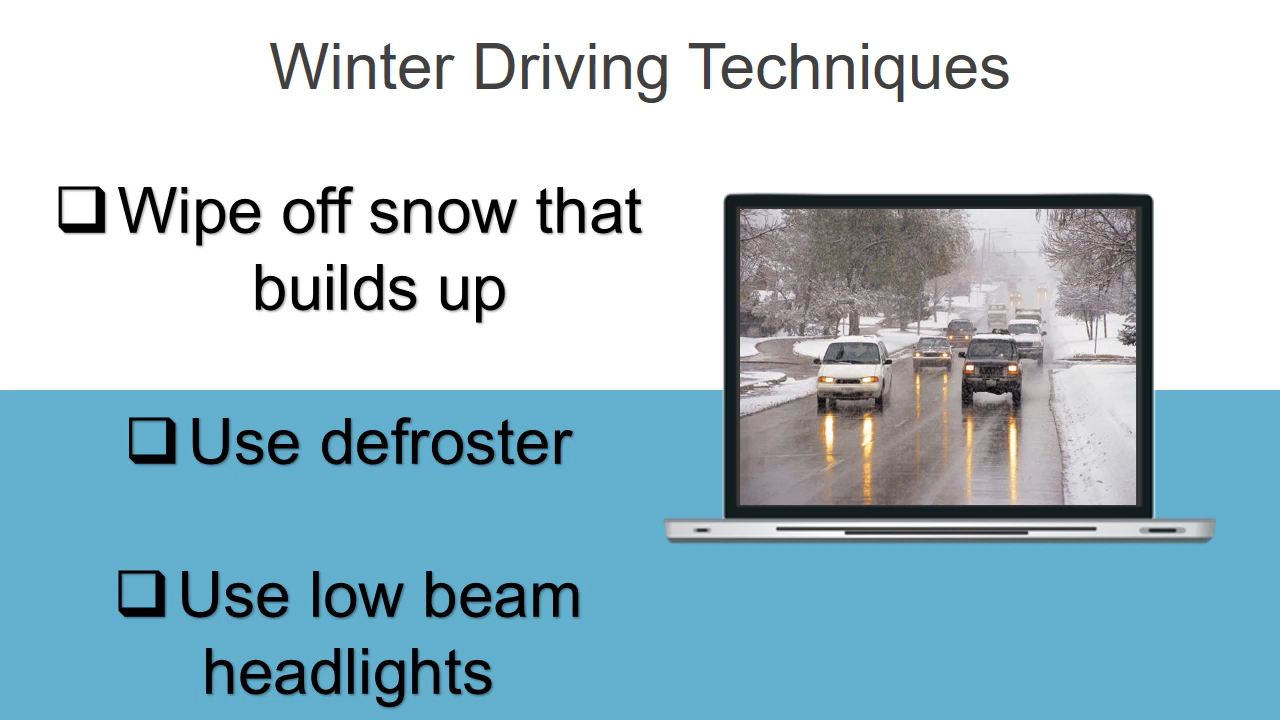 Winter Driving Techniques
❑ Wipe off snow that
builds up
❑ Use defroster
❑ Use low beam
headlights